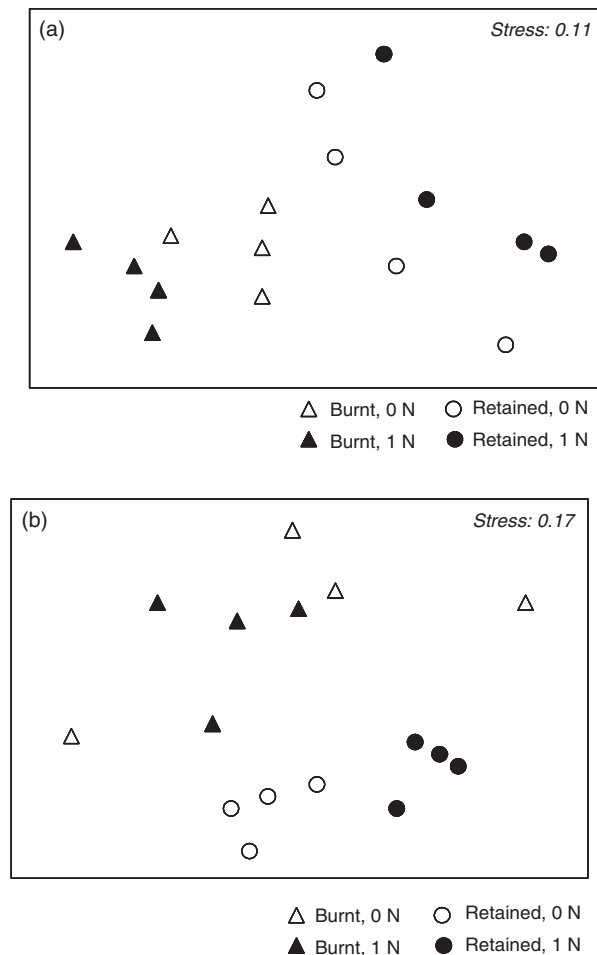 (a) Stress: 0.11
Burnt, 0 N Retained, 0 N
Burnt, 1 N Retained, 1 N
(b) Stress: 0.17
Burnt, 0 N Retained, 0 N
Burnt, 1 N Retained, 1 N